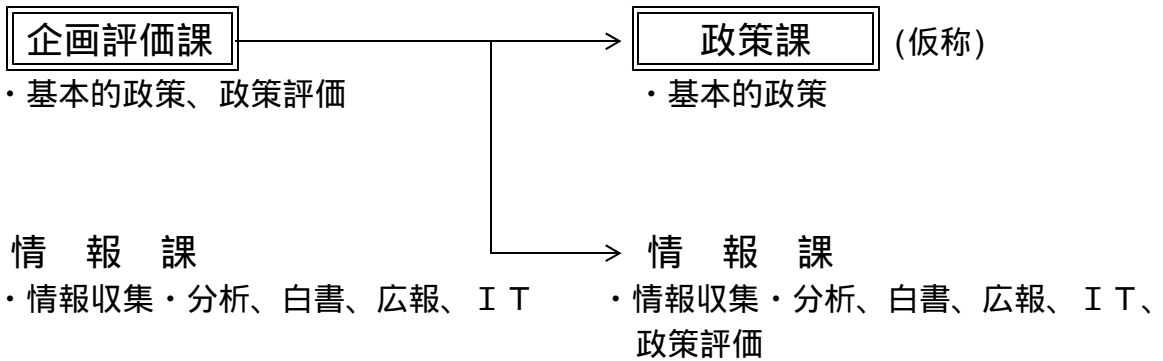 企画評価課
政策課 (仮称)
・基本的政策、政策評価
・基本的政策
情　報　課
情　報　課
・情報収集・分析、白書、広報、ＩＴ
・情報収集・分析、白書、広報、ＩＴ、
政策評価